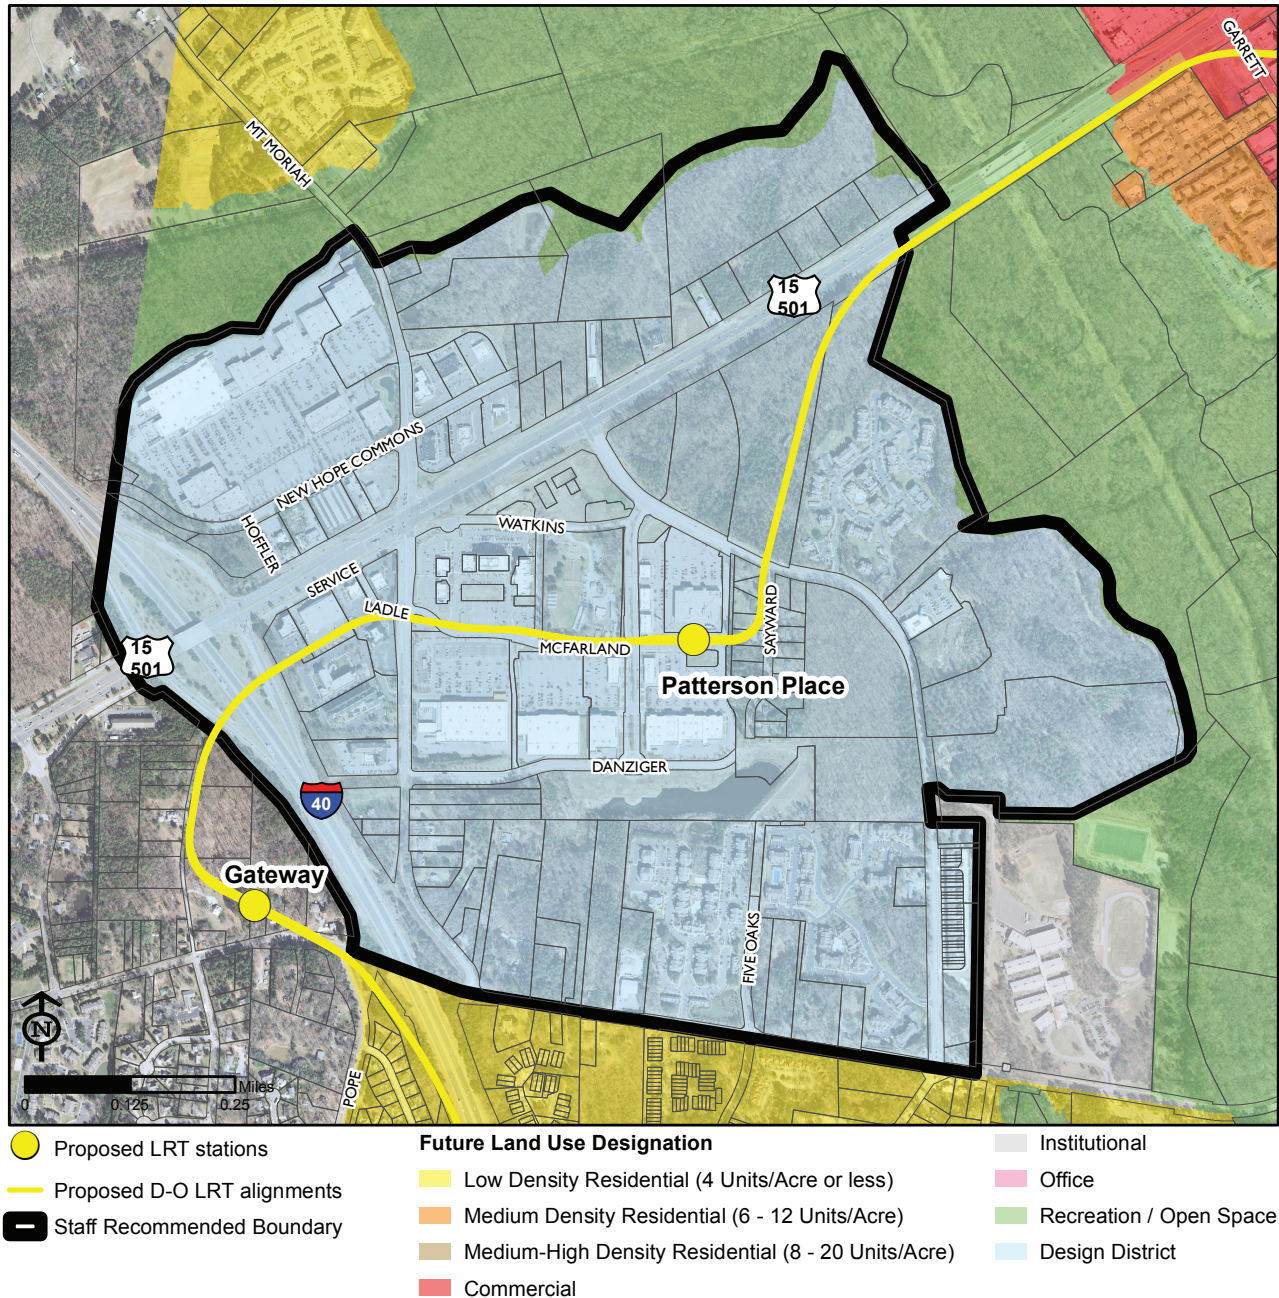 GARRETT
MT MORIAH
15
501
NEW HOPE COMMONS
HOFFLER
WATKINS
SERVICE
LADLE
SAYWARD
MCFARLAND
15
501
Patterson Place
DANZIGER
40
Gateway
FIVE OAKS
N
POPE
Miles
0 0.125 0.25
Proposed LRT stations
Proposed D-O LRT alignments
Staff Recommended Boundary
Future Land Use Designation
Low Density Residential (4 Units/Acre or less)
Medium Density Residential (6 - 12 Units/Acre)
Medium-High Density Residential (8 - 20 Units/Acre)
Commercial
Institutional
Office
Recreation / Open Space
Design District